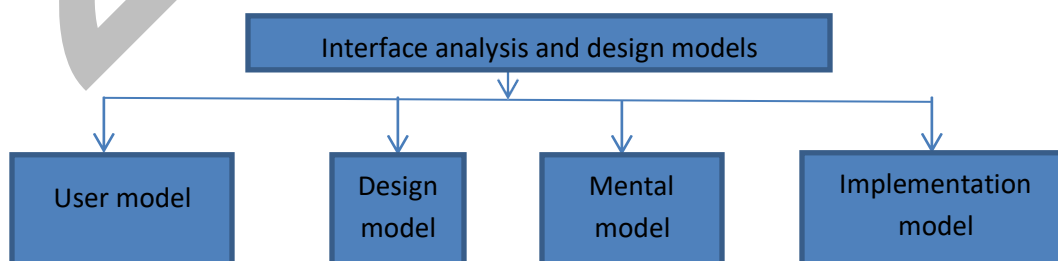 Interface analysis and design models
User model
Design
model
Mental
model
Implementation
model